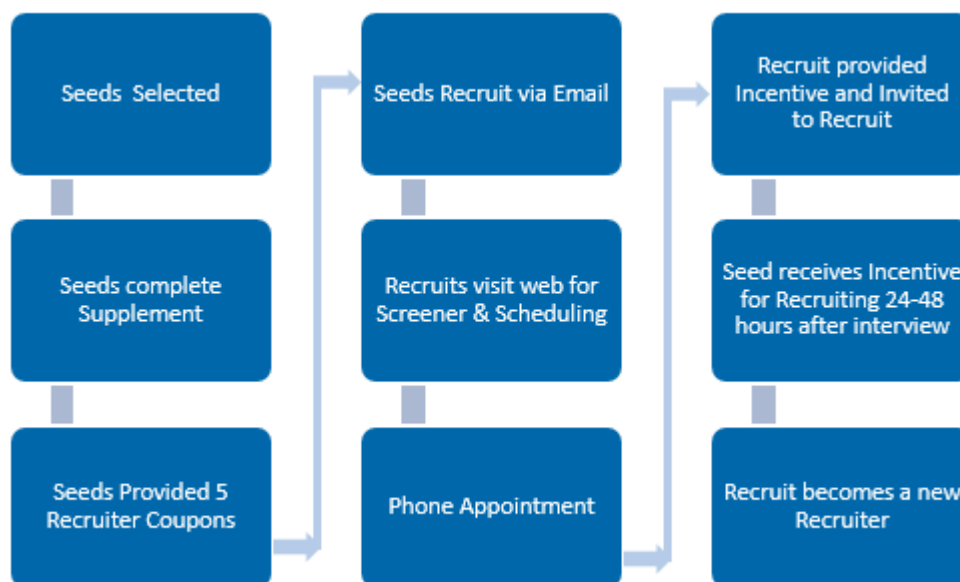 Seeds Selected
Seeds complete
Supplement
Seeds Provided 5
Recruiter Coupons
Seeds Recruit via Email
Recruits visit web for
Screener & Scheduling
Phone Appointment
Recruit provided
Incentive and Invited
to Recruit
Seed receives Incentive
for Recruiting 24-48
hours after interview
Recruit becomes a new
Recruiter